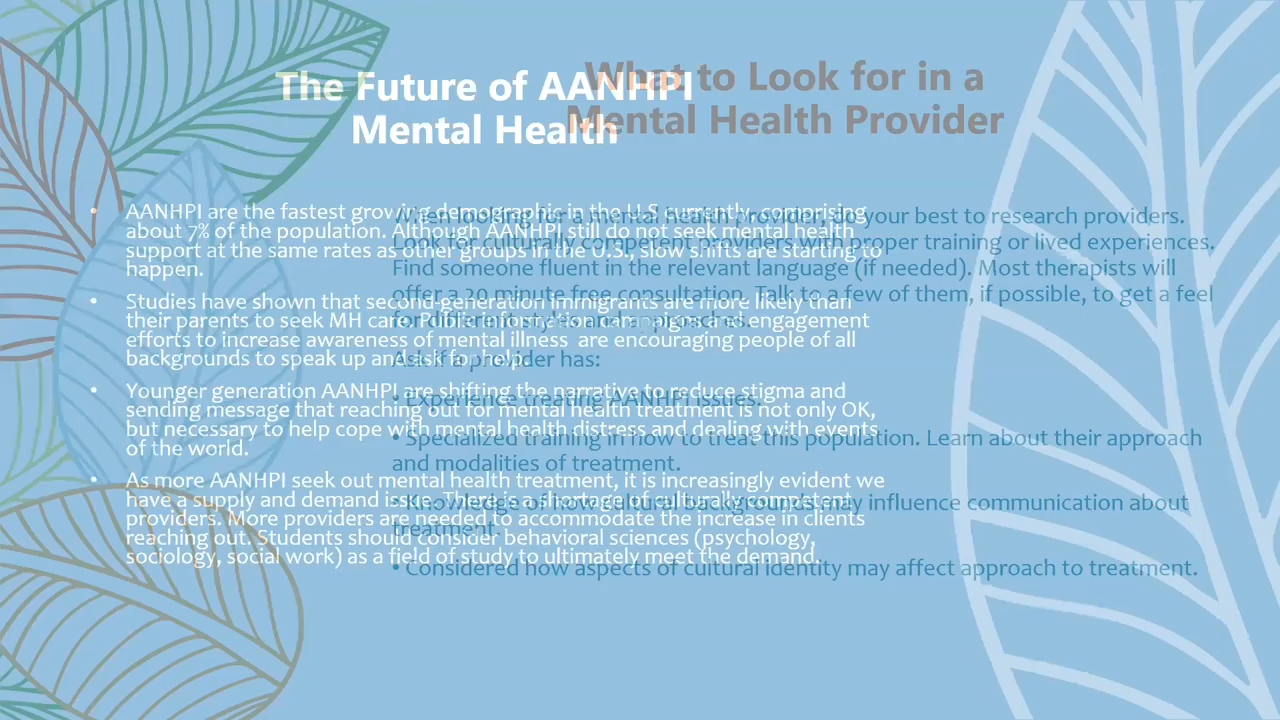 The Future of AANHPI
Mental Health
• AANHPI are the fastest growing demographic in the U.S currently, comprising
about 7% of the population. Although AANHPI still do not seek mental health
support at the same rates as other groups in the U.S., slow shifts are starting to
happen.
• Studies have shown that second-generation immigrants are more likely than
their parents to seek MH care. Public information campaigns and engagement
efforts to increase awareness of mental illness are encouraging people of all
backgrounds to speak up and ask for help.
• Younger generation AANHPI are shifting the narrative to reduce stigma and
sending message that reaching out for mental health treatment is not only OK,
but necessary to help cope with mental health distress and dealing with events
of the world.
• As more AANHPI seek out mental health treatment, it is increasingly evident we
have a supply and demand issue. There is a shortage of culturally competent
providers. More providers are needed to accommodate the increase in clients
reaching out. Students should consider behavioral sciences (psychology,
sociology, social work) as a field of study to ultimately meet the demand.
What to Look for in a
Mental Health Provider
When looking for a mental health provider, do your best to research providers.
Look for culturally competent providers with proper training or lived experiences.
Find someone fluent in the relevant language (if needed). Most therapists will
offer a 20 minute free consultation. Talk to a few of them, if possible, to get a feel
for different styles and approaches.
Ask if a provider has:
• Experience treating AANHPI issues.
• Specialized training in how to treat this population. Learn about their approach
and modalities of treatment.
• Knowledge of how cultural backgrounds may influence communication about
treatment.
• Considered how aspects of cultural identity may affect approach to treatment.